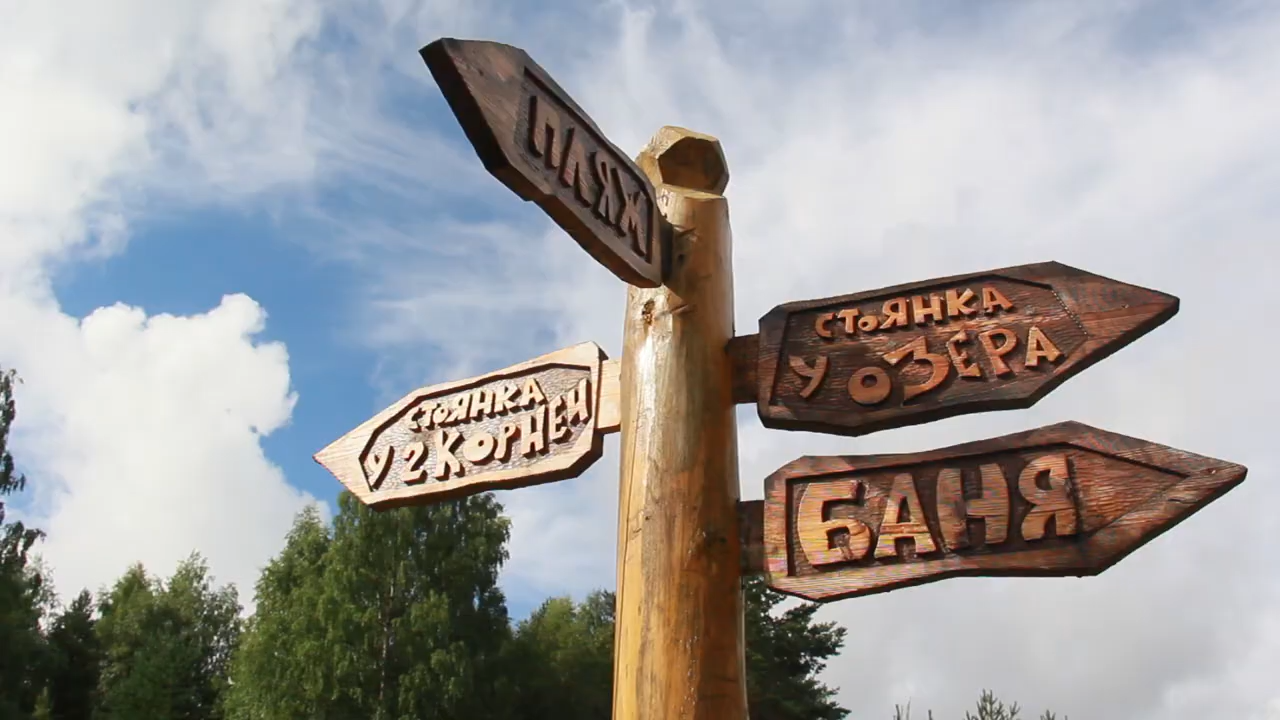 ПЛЯЖ
СТОЯНКА
У ОЗЕРА
СТОЯНКА
У 2 КОРНЕЙ
БАНЯ